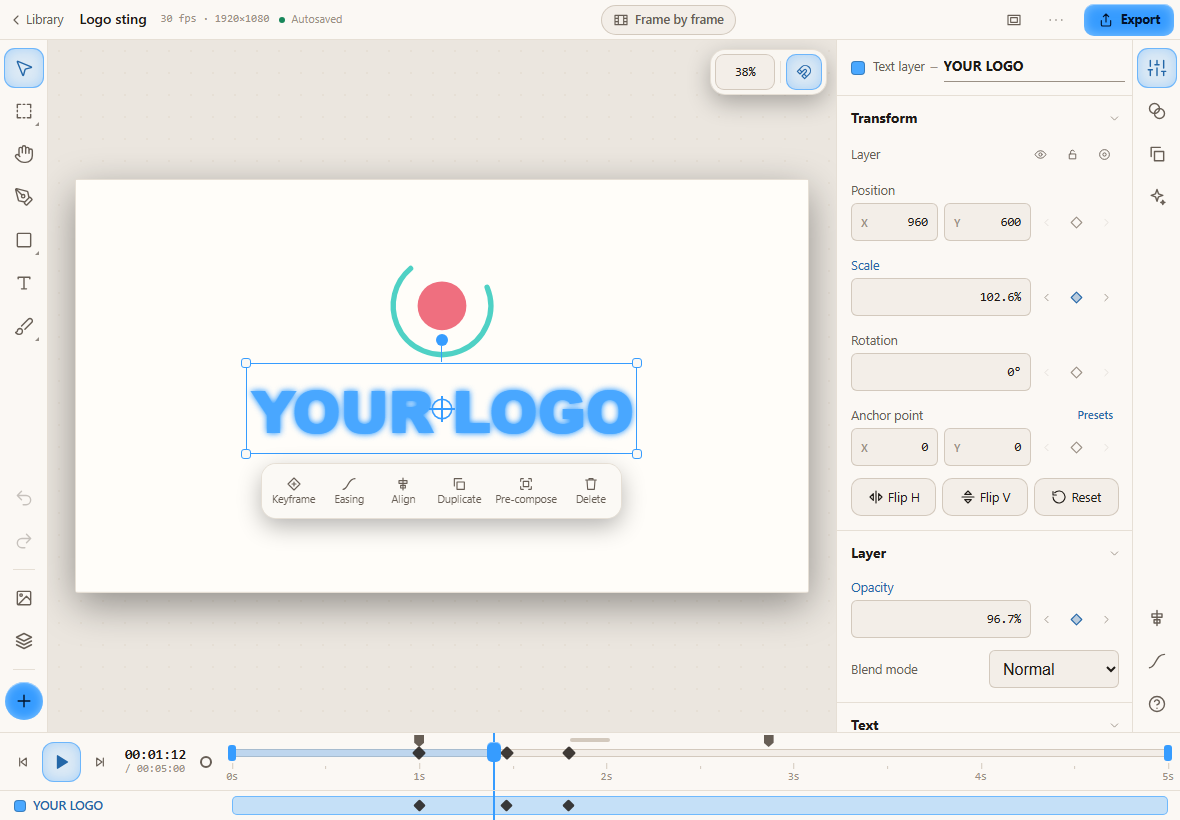 Library Logo sting 30 fps · 1920×1080 Autosaved Frame by frame Export
38%
Text layer – YOUR LOGO
Transform
Layer
Position
X 960 Y 600
Scale
102.6%
Rotation
0°
Anchor point Presets
X 0 Y 0
Flip H Flip V Reset
Layer
Opacity
96.7%
Blend mode Normal
Text
YOUR LOGO
Keyframe Easing Align Duplicate Pre-compose Delete
00:01:12
/ 00:05:00
0s 1s 2s 3s 4s 5s
YOUR LOGO